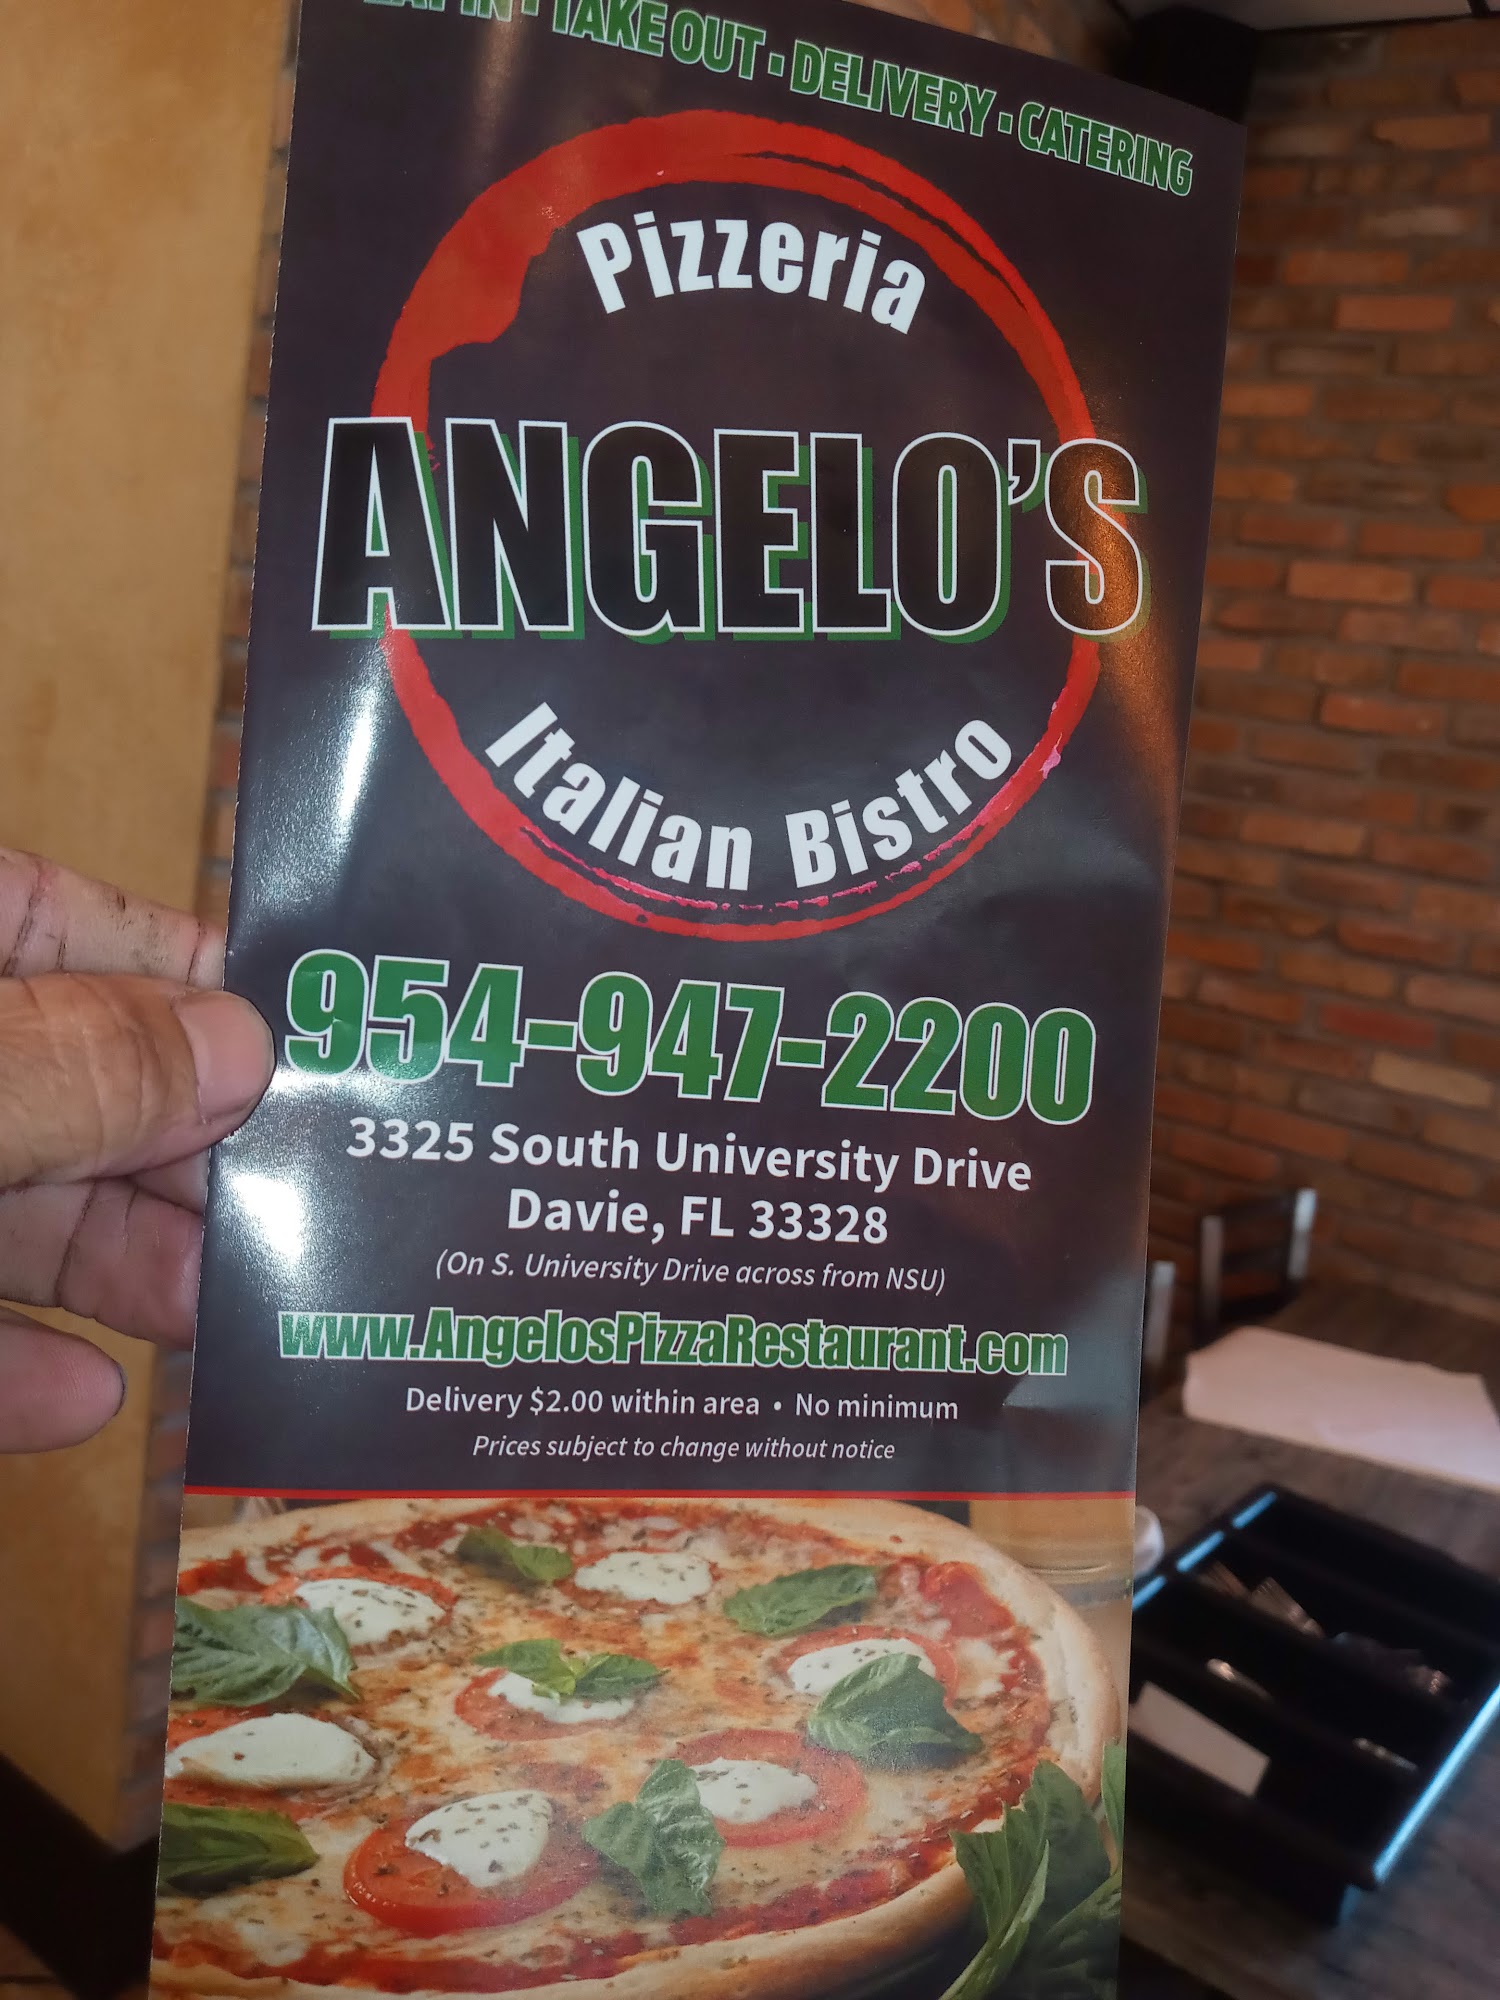 EAT IN • TAKE OUT • DELIVERY • CATERING
Pizzeria
ANGELO'S
Italian Bistro
954-947-2200
3325 South University Drive
Davie, FL 33328
(On S. University Drive across from NSU)
www.AngelosPizzaRestaurant.com
Delivery $2.00 within area • No minimum
Prices subject to change without notice